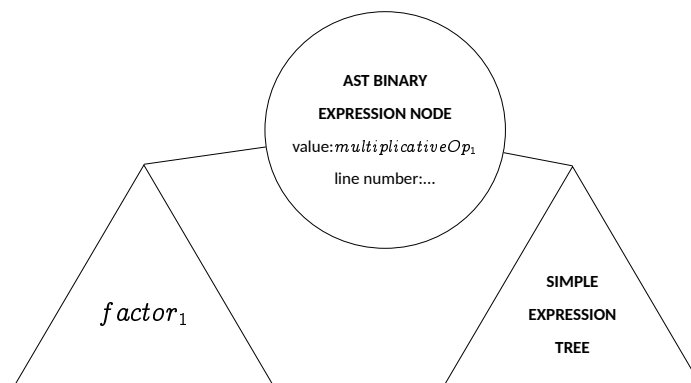 AST BINARY
EXPRESSION NODE
value:multiplicativeOp₁
line number:...
factor₁
SIMPLE
EXPRESSION
TREE